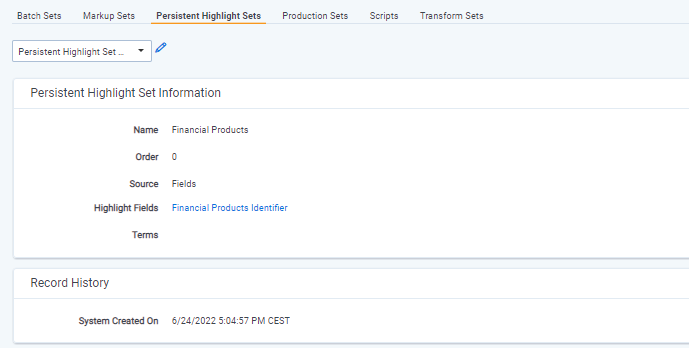 Batch Sets Markup Sets Persistent Highlight Sets Production Sets Scripts Transform Sets
Persistent Highlight Set ...
Persistent Highlight Set Information
Name Financial Products
Order 0
Source Fields
Highlight Fields Financial Products Identifier
Terms
Record History
System Created On 6/24/2022 5:04:57 PM CEST